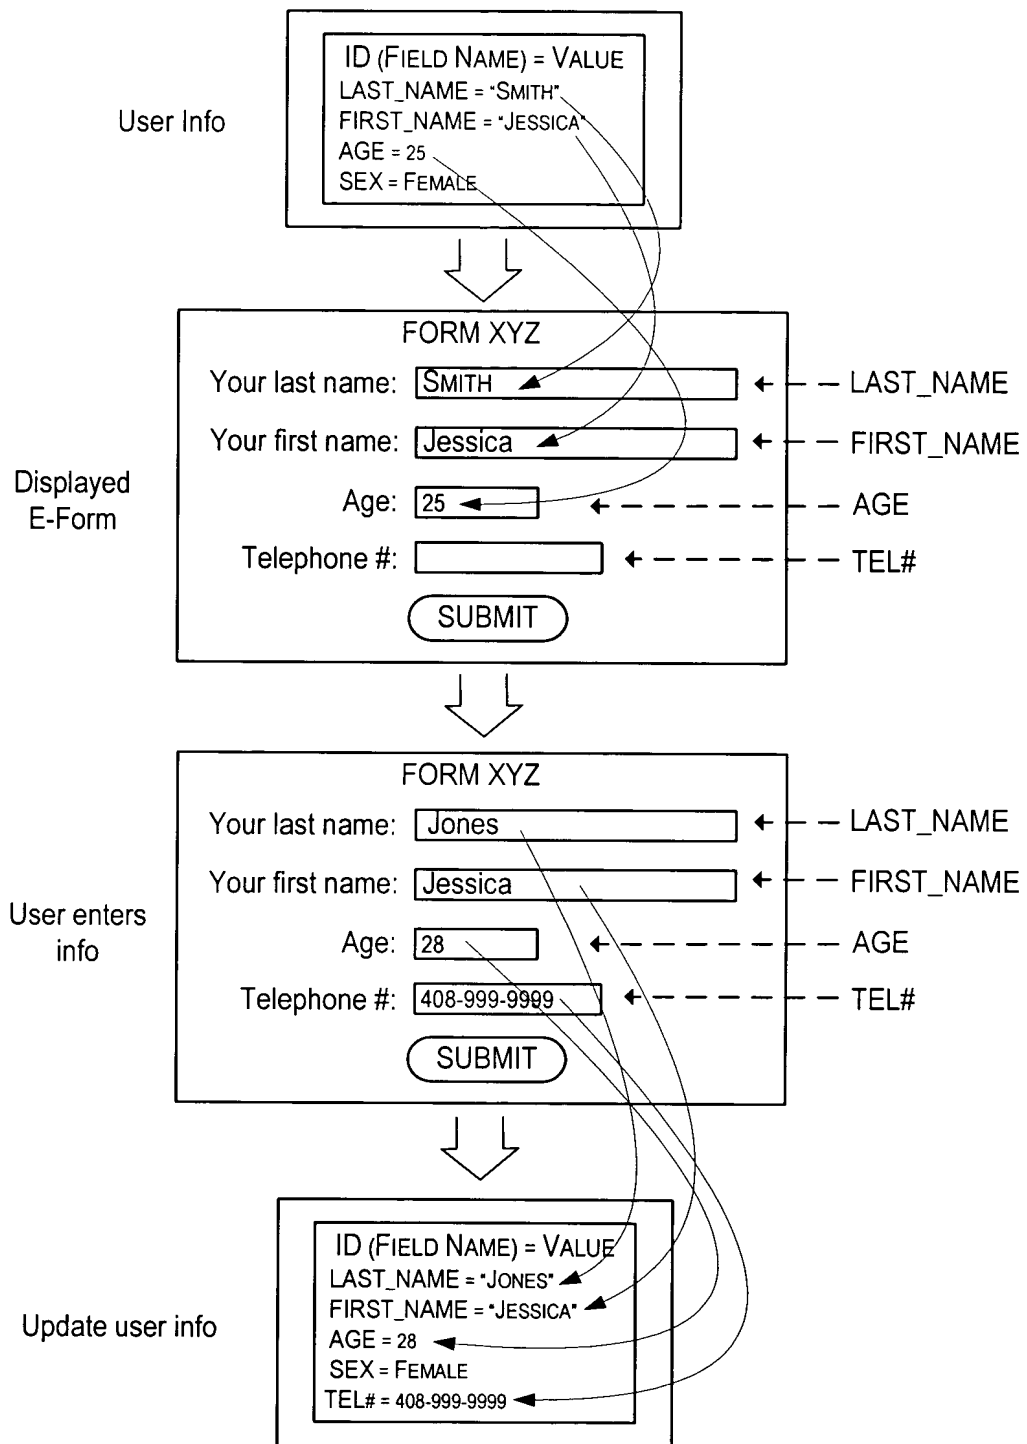 User Info
ID (FIELD NAME) = VALUE
LAST_NAME = "SMITH"
FIRST_NAME = "JESSICA"
AGE = 25
SEX = FEMALE
Displayed
E-Form
FORM XYZ
Your last name: SMITH LAST_NAME
Your first name: Jessica FIRST_NAME
Age: 25 AGE
Telephone #: TEL#
SUBMIT
User enters
info
FORM XYZ
Your last name: Jones LAST_NAME
Your first name: Jessica FIRST_NAME
Age: 28 AGE
Telephone #: 408-999-9999 TEL#
SUBMIT
Update user info
ID (FIELD NAME) = VALUE
LAST_NAME = "JONES"
FIRST_NAME = "JESSICA"
AGE = 28
SEX = FEMALE
TEL# = 408-999-9999